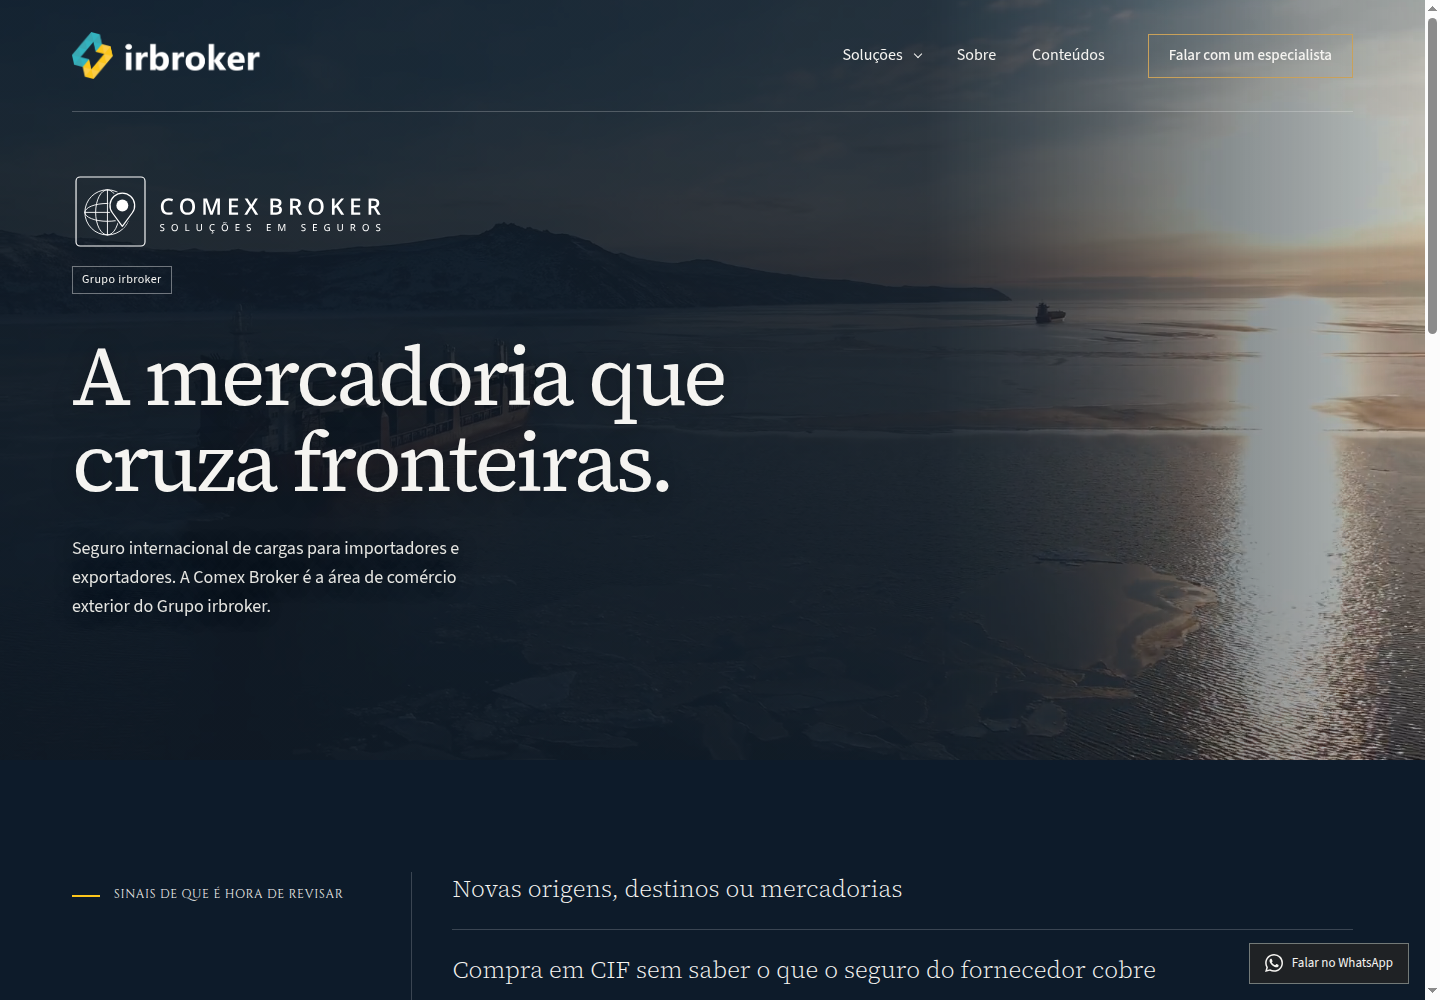 irbroker
Soluções
Sobre
Conteúdos
Falar com um especialista
COMEX BROKER
SOLUÇÕES EM SEGUROS
Grupo irbroker
A mercadoria que
cruza fronteiras.
Seguro internacional de cargas para importadores e
exportadores. A Comex Broker é a área de comércio
exterior do Grupo irbroker.
SINAIS DE QUE É HORA DE REVISAR
Novas origens, destinos ou mercadorias
Compra em CIF sem saber o que o seguro do fornecedor cobre
Falar no WhatsApp